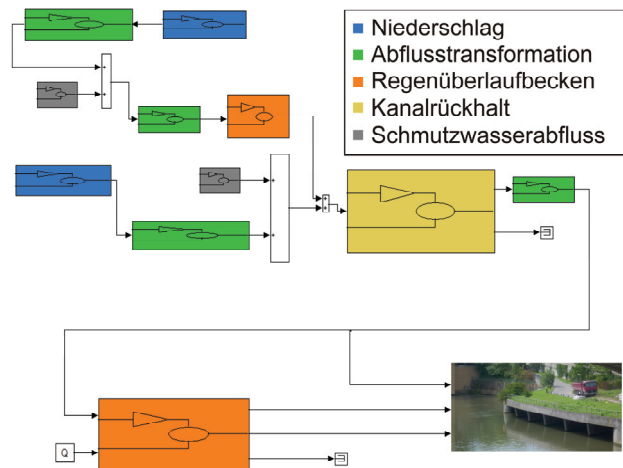 Niederschlag
Abflusstransformation
Regenüberlaufbecken
Kanalrückhalt
Schmutzwasserabfluss
Q